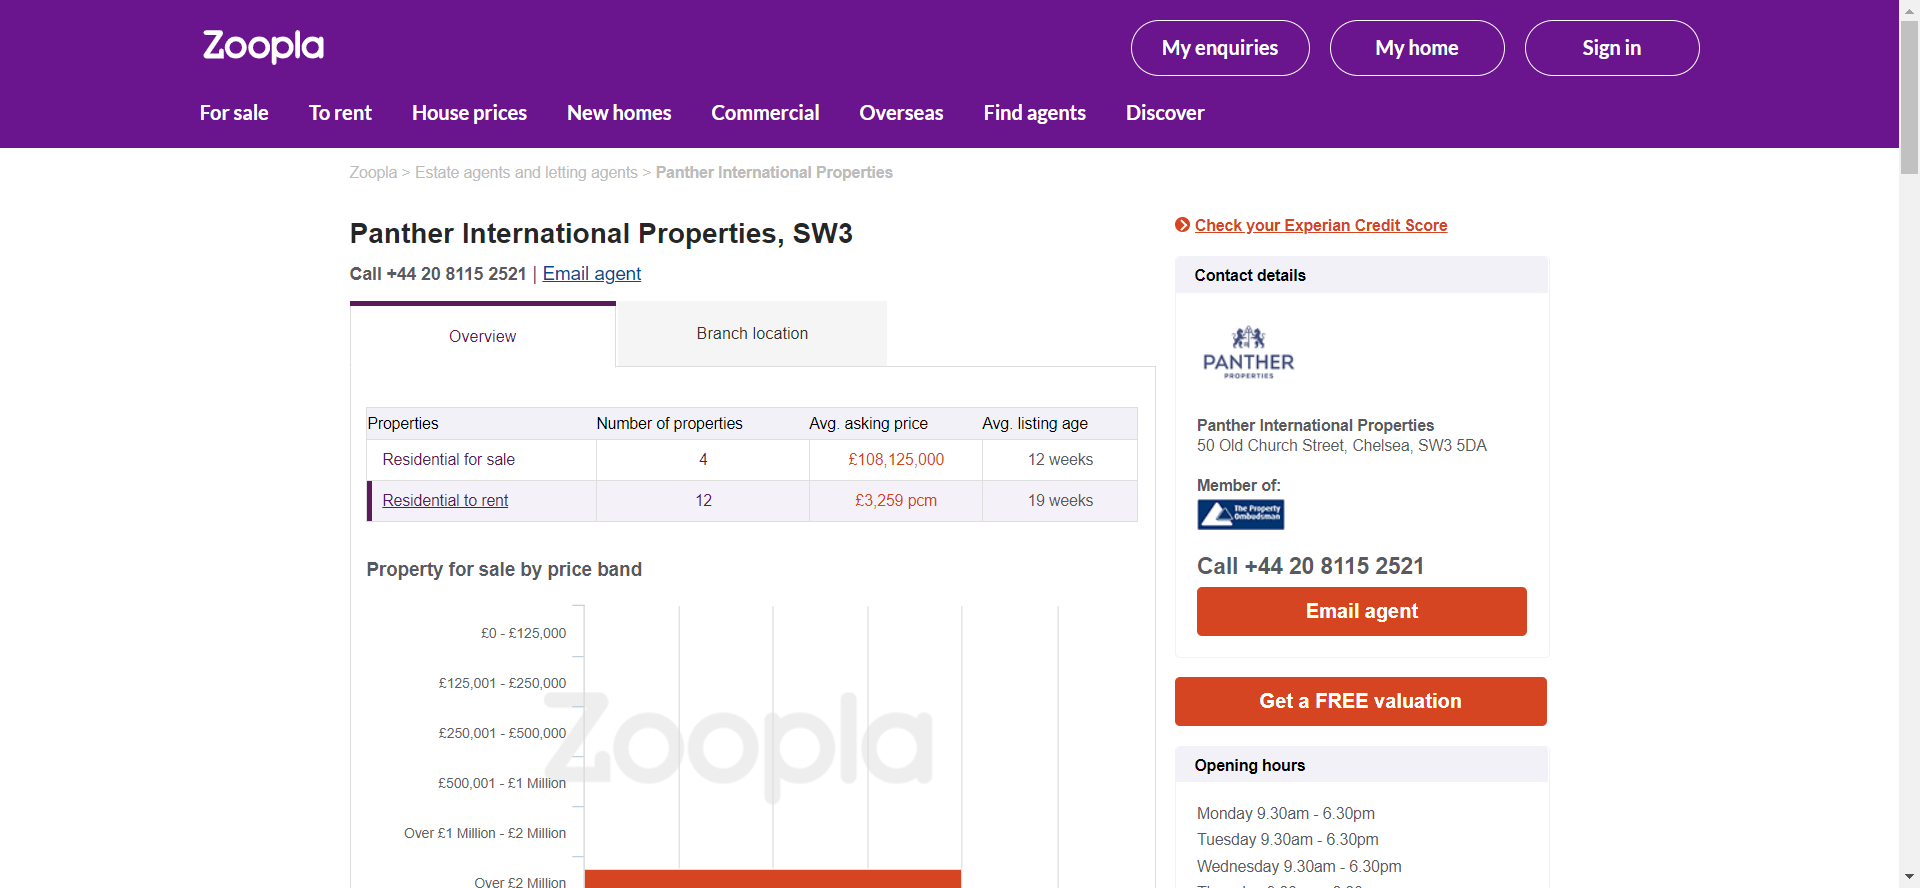 Zoopla
My enquiries
My home
Sign in
For sale
To rent
House prices
New homes
Commercial
Overseas
Find agents
Discover
Zoopla > Estate agents and letting agents > Panther International Properties
Panther International Properties, SW3
Call +44 20 8115 2521 | Email agent
Overview
Branch location
Properties Number of properties Avg. asking price Avg. listing age
Residential for sale 4 £108,125,000 12 weeks
Residential to rent 12 £3,259 pcm 19 weeks
Property for sale by price band
£0 - £125,000
£125,001 - £250,000
£250,001 - £500,000
£500,001 - £1 Million
Over £1 Million - £2 Million
Over £2 Million
Zoopla
Check your Experian Credit Score
Contact details
PANTHER
PROPERTIES
Panther International Properties
50 Old Church Street, Chelsea, SW3 5DA
Member of:
The Property
Ombudsman
Call +44 20 8115 2521
Email agent
Get a FREE valuation
Opening hours
Monday 9.30am - 6.30pm
Tuesday 9.30am - 6.30pm
Wednesday 9.30am - 6.30pm